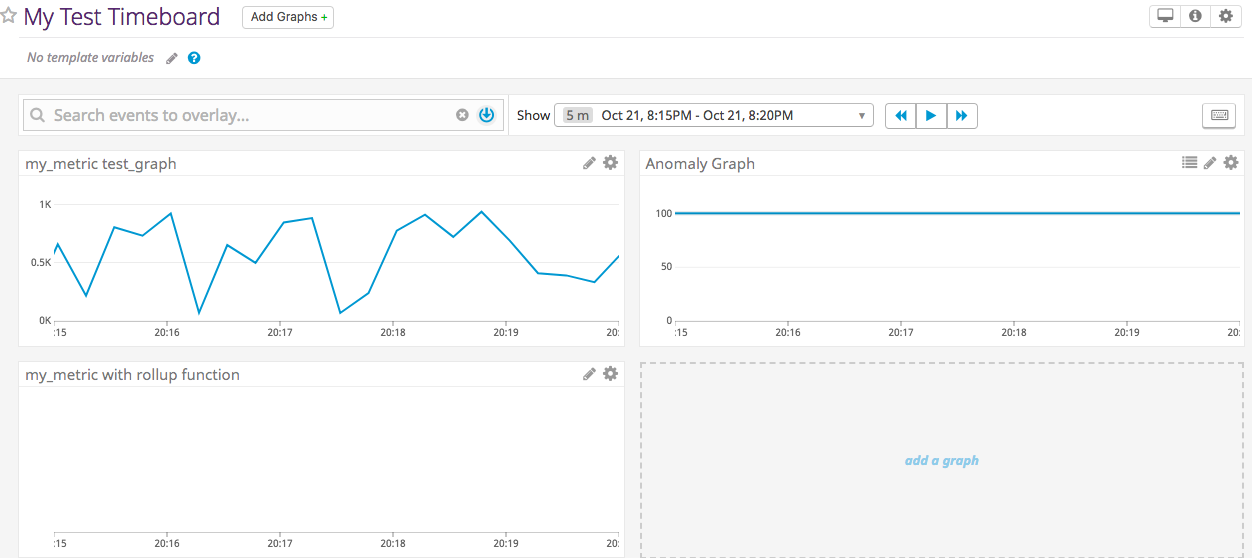 My Test Timeboard Add Graphs +
No template variables
Search events to overlay... Show 5 m Oct 21, 8:15PM - Oct 21, 8:20PM
my_metric test_graph
1K
0.5K
0K
:15 20:16 20:17 20:18 20:19 20:
Anomaly Graph
100
50
0
:15 20:16 20:17 20:18 20:19 20:
my_metric with rollup function
:15 20:16 20:17 20:18 20:19 20:
add a graph